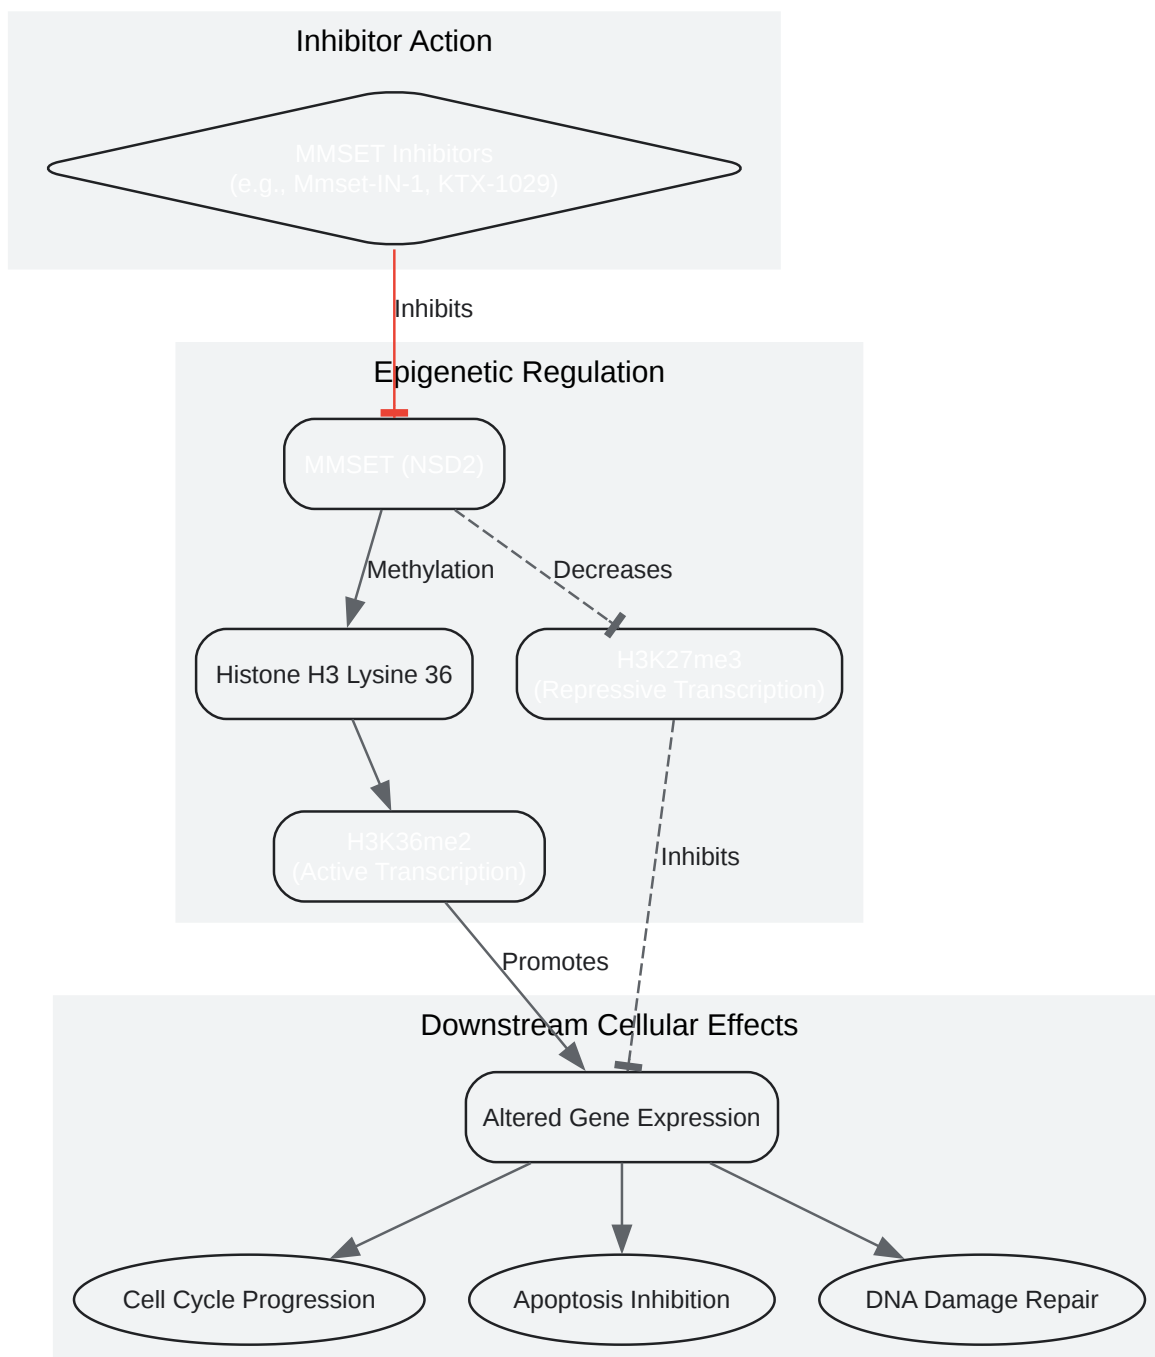 Inhibitor Action
MMSET Inhibitors
(e.g., Mmset-IN-1, KTX-1029)
Inhibits
Epigenetic Regulation
MMSET (NSD2)
Methylation
Decreases
Histone H3 Lysine 36
H3K27me3
(Repressive Transcription)
H3K36me2
(Active Transcription)
Inhibits
Promotes
Downstream Cellular Effects
Altered Gene Expression
Cell Cycle Progression
Apoptosis Inhibition
DNA Damage Repair